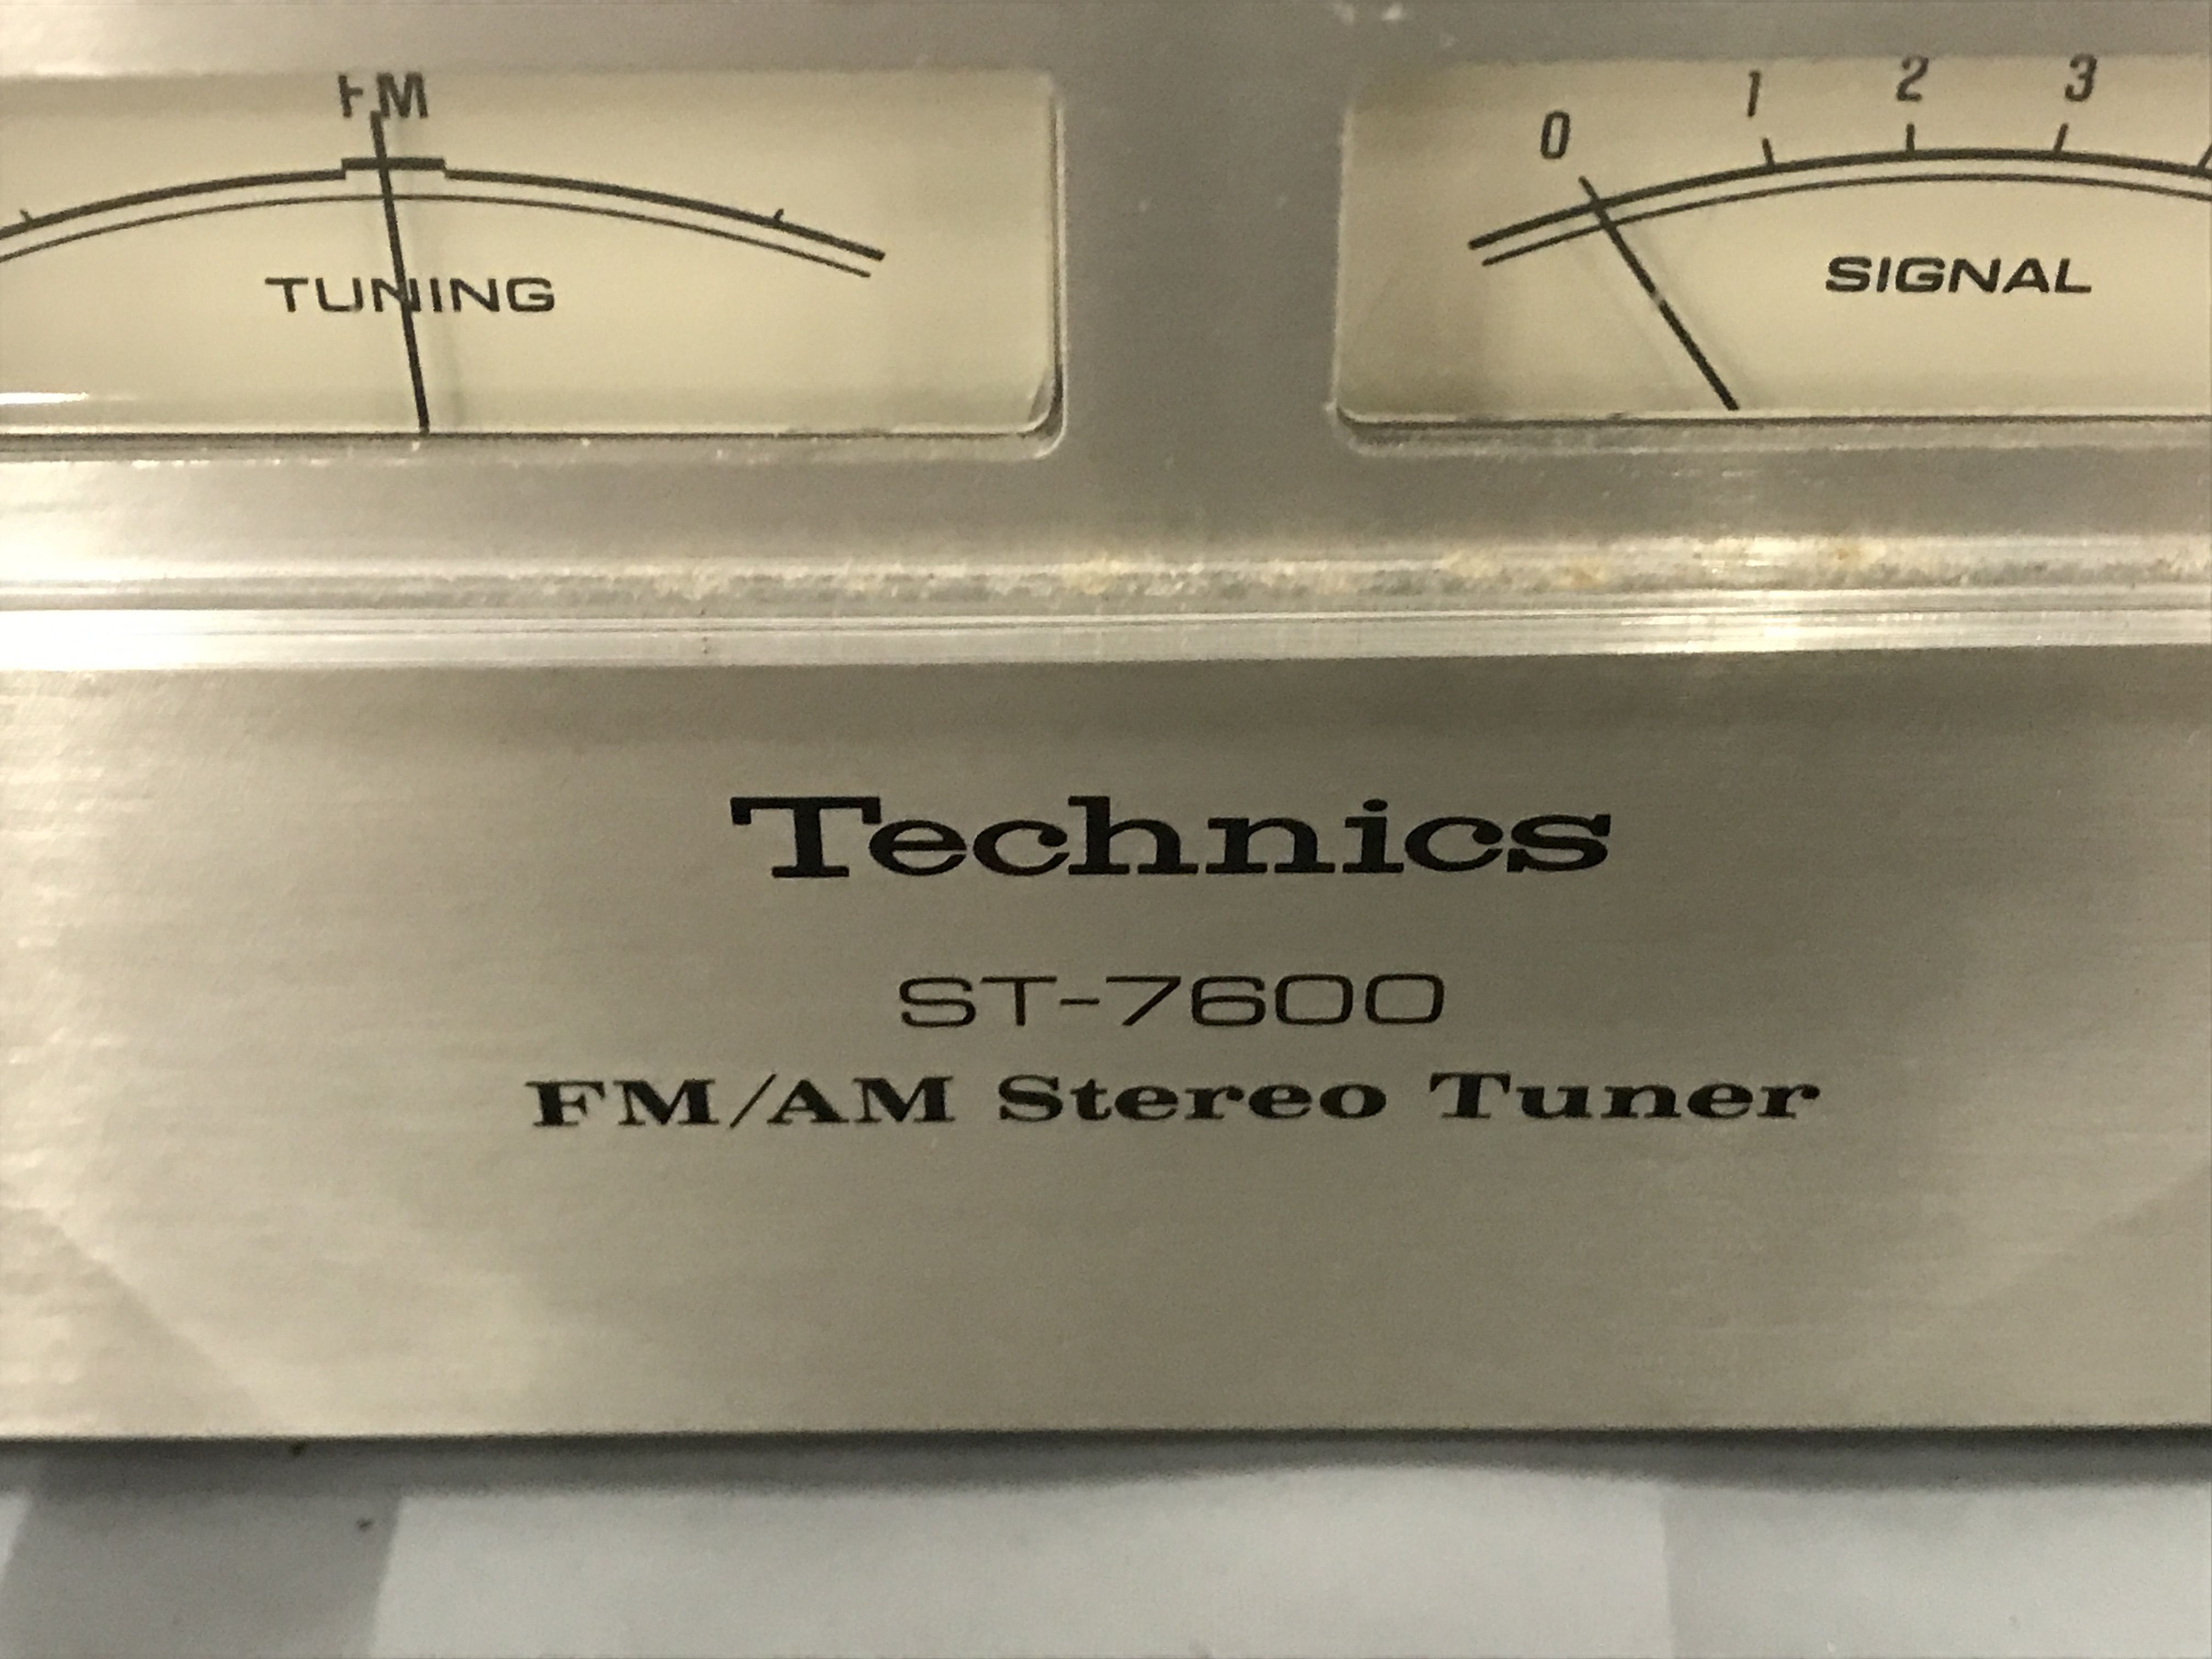 FM
TUNING
0 1 2 3
SIGNAL
Technics
ST-7600
FM/AM Stereo Tuner